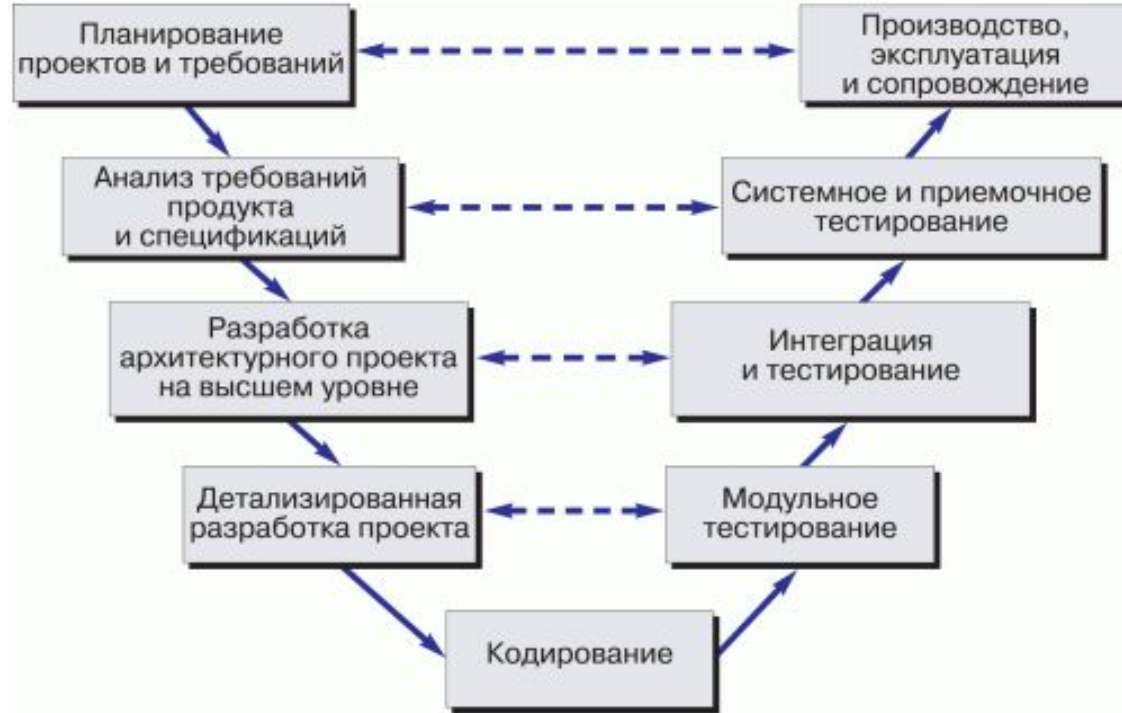 Планирование
проектов и требований
Производство,
эксплуатация
и сопровождение
Анализ требований
продукта
и спецификаций
Системное и приемочное
тестирование
Разработка
архитектурного проекта
на высшем уровне
Интеграция
и тестирование
Детализированная
разработка проекта
Модульное
тестирование
Кодирование